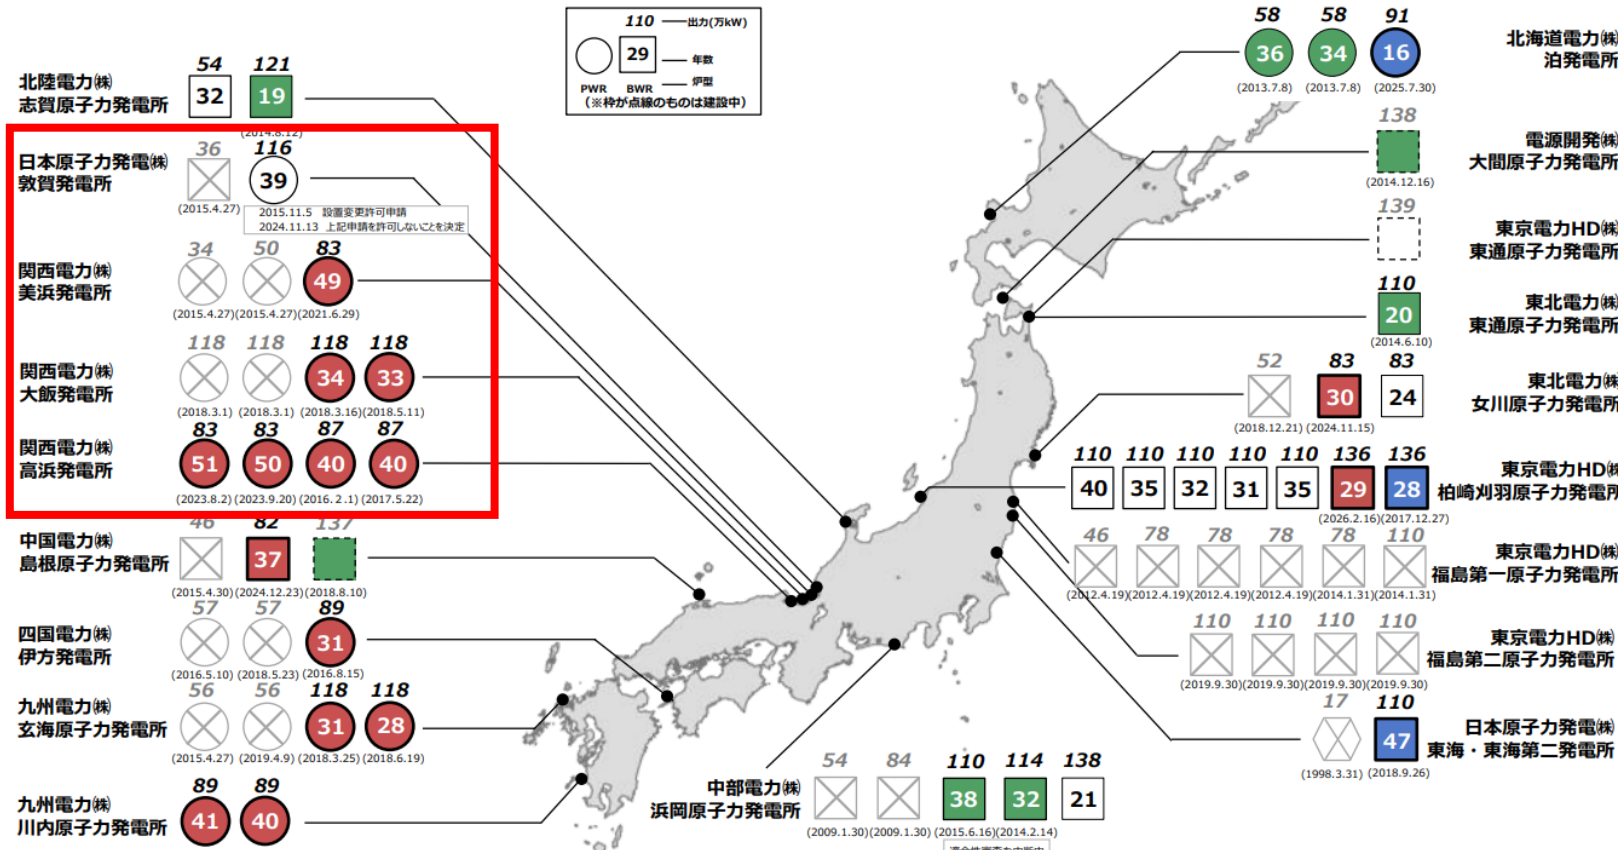 110 出力(万kW)
29 年数
PWR BWR 炉型
(※枠が点線のものは建設中)
54 121
北陸電力㈱
志賀原子力発電所
32 19
(2014.8.12)
36 116
日本原子力発電㈱
敦賀発電所
39
(2015.4.27)
2015.11.5 設置変更許可申請
2024.11.13 上記申請を許可しないことを決定
34 50 83
関西電力㈱
美浜発電所
49
(2015.4.27)(2015.4.27)(2021.6.29)
118 118 118 118
関西電力㈱
大飯発電所
34 33
(2018.3.1) (2018.3.1) (2018.3.16)(2018.5.11)
83 83 87 87
関西電力㈱
高浜発電所
51 50 40 40
(2023.8.2) (2023.9.20) (2016.2.1)(2017.5.22)
46 82 137
中国電力㈱
島根原子力発電所
37
(2015.4.30) (2024.12.23) (2018.8.10)
57 57 89
四国電力㈱
伊方発電所
31
(2016.5.10) (2018.5.23) (2016.8.15)
56 56 118 118
九州電力㈱
玄海原子力発電所
31 28
(2015.4.27) (2019.4.9) (2018.3.25) (2018.6.19)
89 89
九州電力㈱
川内原子力発電所
41 40
58 58 91
北海道電力㈱
泊発電所
36 34 16
(2013.7.8) (2013.7.8) (2025.7.30)
138
電源開発㈱
大間原子力発電所
(2014.12.16)
139
東京電力HD㈱
東通原子力発電所
110
東北電力㈱
東通原子力発電所
20
(2014.6.10)
52 83 83
東北電力㈱
女川原子力発電所
30 24
(2018.12.21) (2024.11.15)
110 110 110 110 110 136 136
東京電力HD㈱
柏崎刈羽原子力発電所
40 35 32 31 35 29 28
(2026.2.16)(2017.12.27)
46 78 78 78 78 110
東京電力HD㈱
福島第一原子力発電所
(2012.4.19)(2012.4.19)(2012.4.19)(2012.4.19)(2014.1.31)(2014.1.31)
110 110 110 110
東京電力HD㈱
福島第二原子力発電所
(2019.9.30)(2019.9.30)(2019.9.30)(2019.9.30)
17 110
日本原子力発電㈱
東海・東海第二発電所
47
(1998.3.31) (2018.9.26)
54 84 110 114 138
中部電力㈱
浜岡原子力発電所
38 32 21
(2009.1.30) (2009.1.30) (2015.6.16)(2014.2.14)